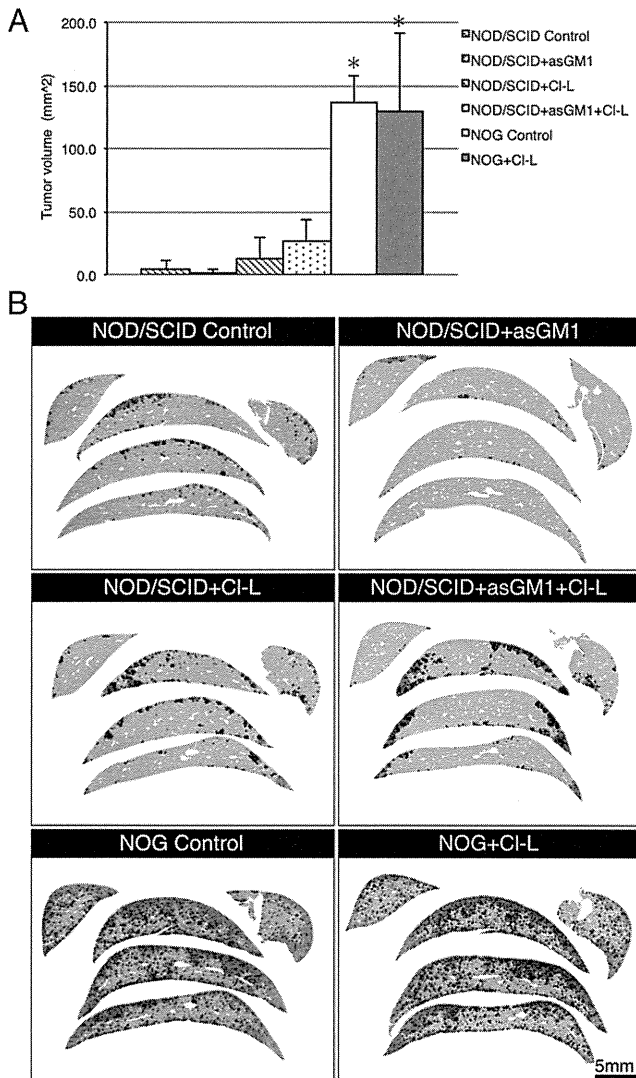 A
Tumor volume (mm^2)
200.0
150.0
100.0
50.0
0.0
*
*
NOD/SCID Control
NOD/SCID+asGM1
NOD/SCID+Cl-L
NOD/SCID+asGM1+Cl-L
NOG Control
NOG+Cl-L
B
NOD/SCID Control
NOD/SCID+asGM1
NOD/SCID+Cl-L
NOD/SCID+asGM1+Cl-L
NOG Control
NOG+Cl-L
5mm